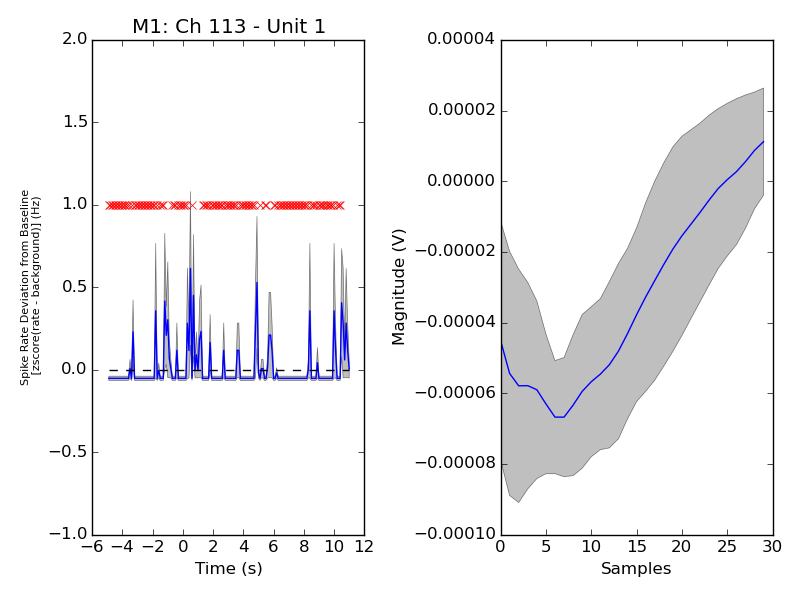 M1: Ch 113 - Unit 1
2.0
1.5
1.0
0.5
0.0
−0.5
−1.0
−6 −4 −2 0 2 4 6 8 10 12
Time (s)
Spike Rate Deviation from Baseline
[zscore(rate - background)] (Hz)
0.00004
0.00002
0.00000
−0.00002
−0.00004
−0.00006
−0.00008
−0.00010
0 5 10 15 20 25 30
Samples
Magnitude (V)